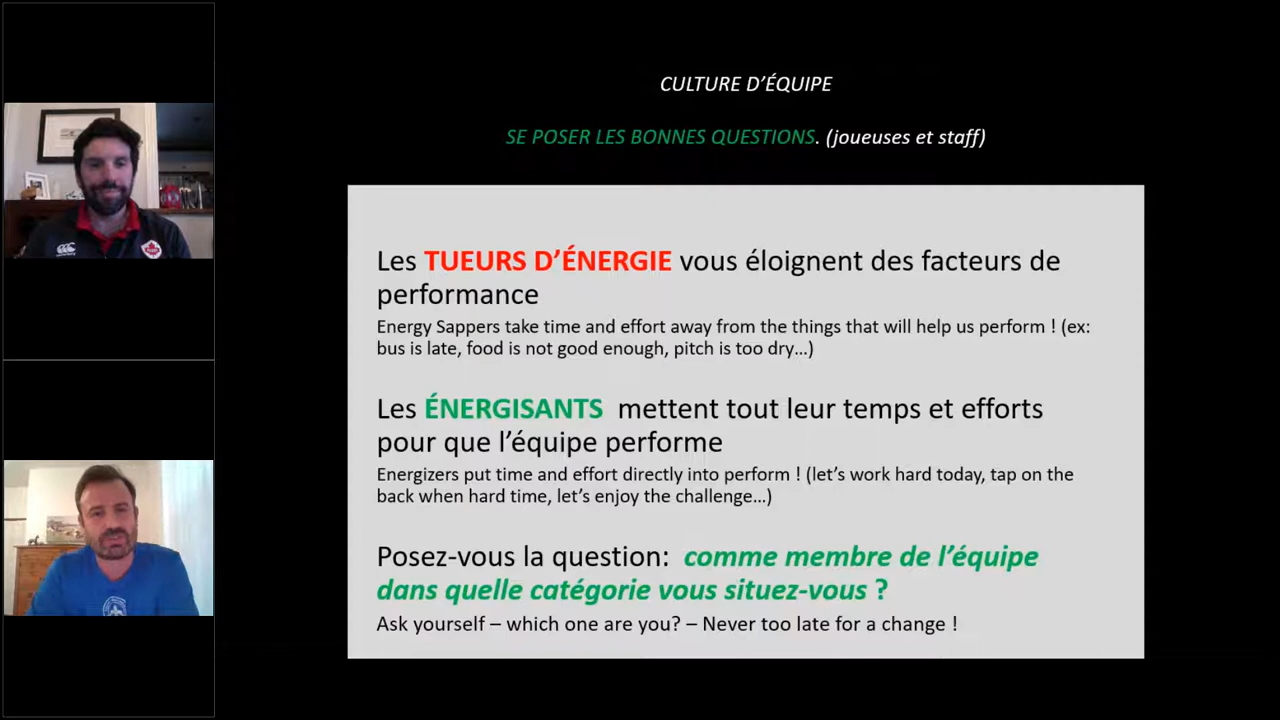 CULTURE D’ÉQUIPE
SE POSER LES BONNES QUESTIONS. (joueuses et staff)
Les TUEURS D’ÉNERGIE vous éloignent des facteurs de
performance
Energy Sappers take time and effort away from the things that will help us perform ! (ex:
bus is late, food is not good enough, pitch is too dry…)
Les ÉNERGISANTS mettent tout leur temps et efforts
pour que l’équipe performe
Energizers put time and effort directly into perform ! (let’s work hard today, tap on the
back when hard time, let’s enjoy the challenge…)
Posez-vous la question: comme membre de l’équipe
dans quelle catégorie vous situez-vous ?
Ask yourself – which one are you? – Never too late for a change !